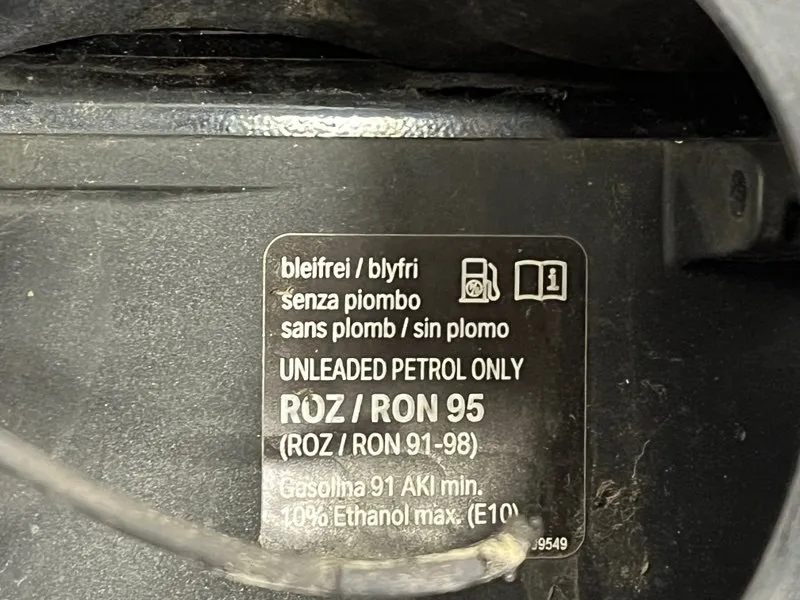 bleifrei / blyfri
senza piombo
sans plomb / sin plomo
UNLEADED PETROL ONLY
ROZ / RON 95
(ROZ / RON 91-98)
Gasolina 91 AKI min.
10% Ethanol max. (E10)
9549